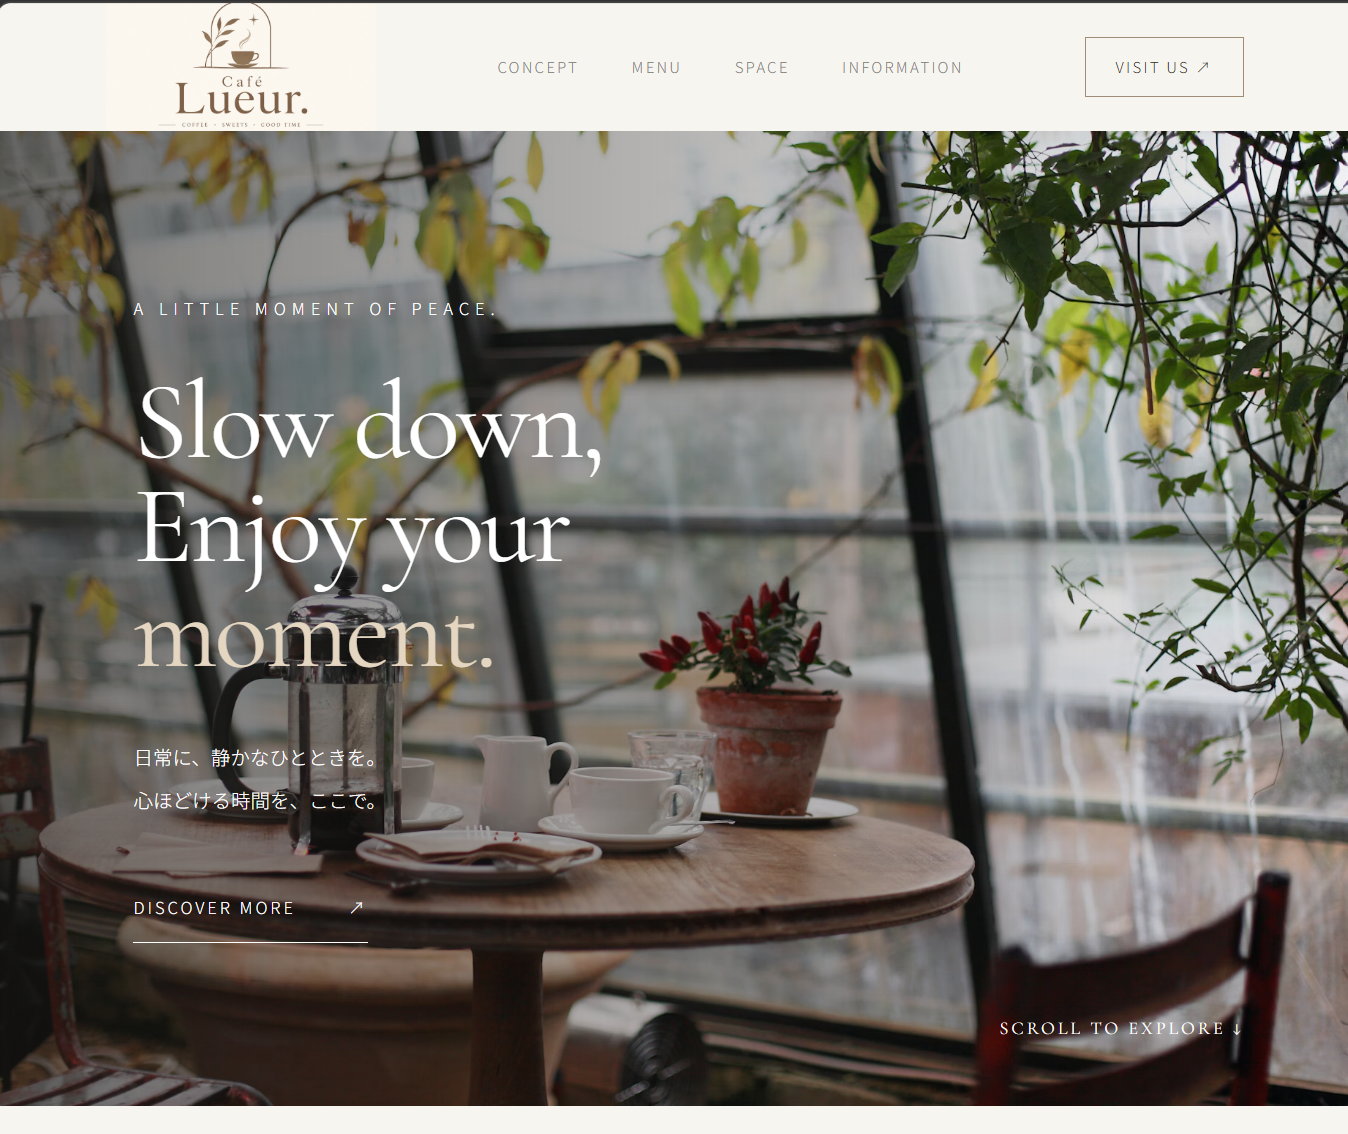 Café
Lueur.
COFFEE · SWEETS · GOOD TIME
CONCEPT
MENU
SPACE
INFORMATION
VISIT US ↗
A LITTLE MOMENT OF PEACE.
Slow down,
Enjoy your
moment.
日常に、静かなひとときを。
心ほどける時間を、ここで。
DISCOVER MORE ↗
SCROLL TO EXPLORE ↓